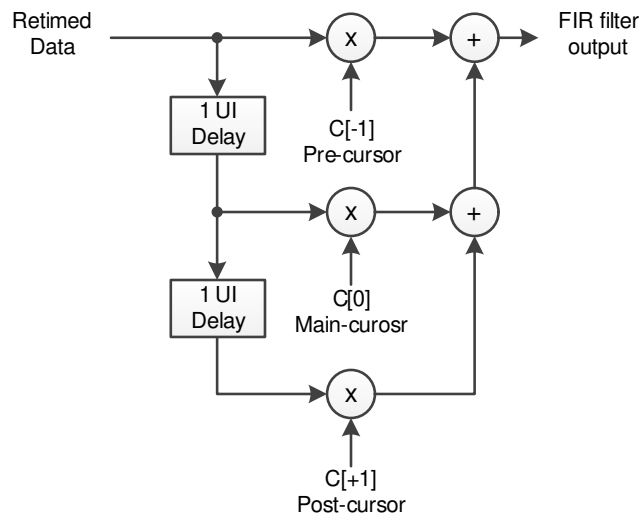 Retimed
Data
x
+
FIR filter
output
1 UI
Delay
C[-1]
Pre-cursor
x
+
1 UI
Delay
C[0]
Main-curosr
x
C[+1]
Post-cursor